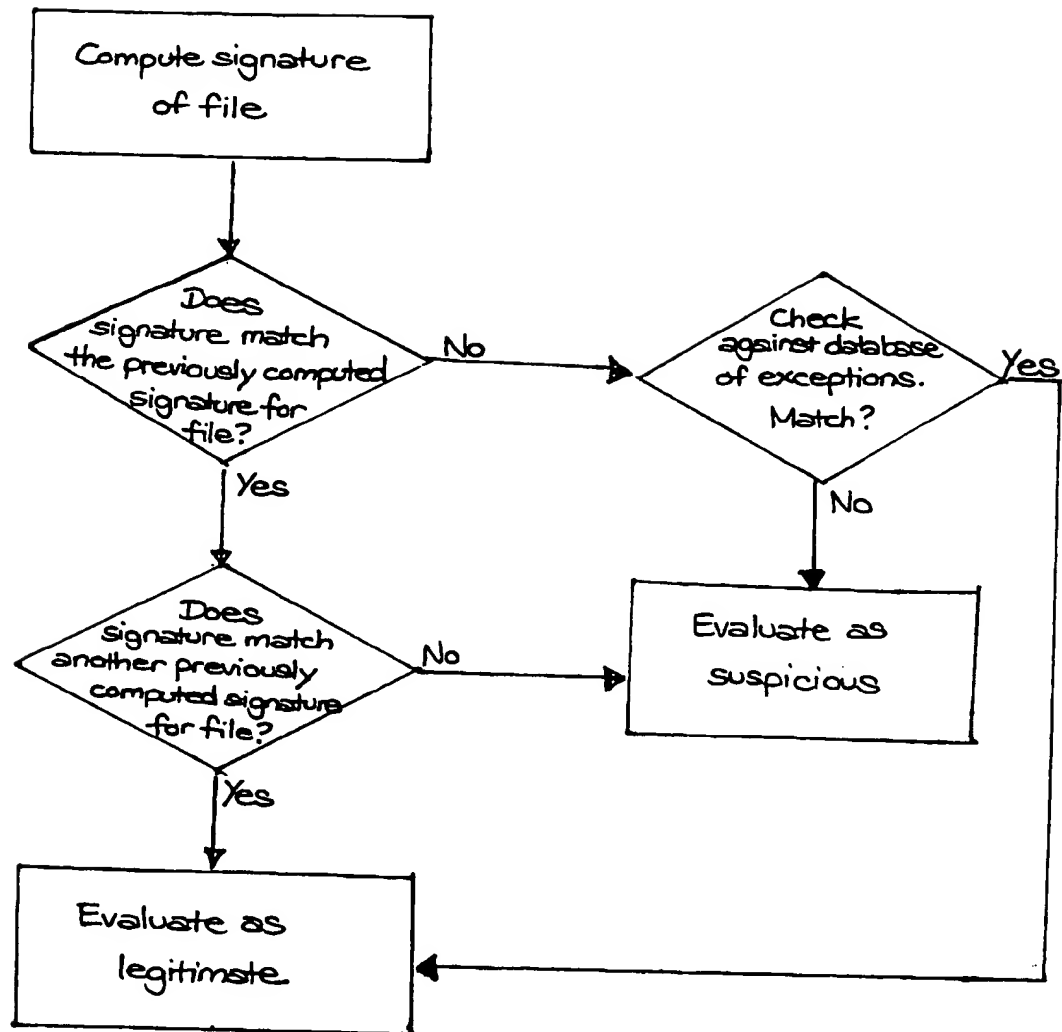 Compute signature
of file
Does
signature match
the previously computed
signature for
file?
No
Check
against database
of exceptions.
Match?
Yes
Yes
No
Does
signature match
another previously
computed signature
for file?
No
Evaluate as
suspicious
Yes
Evaluate as
legitimate